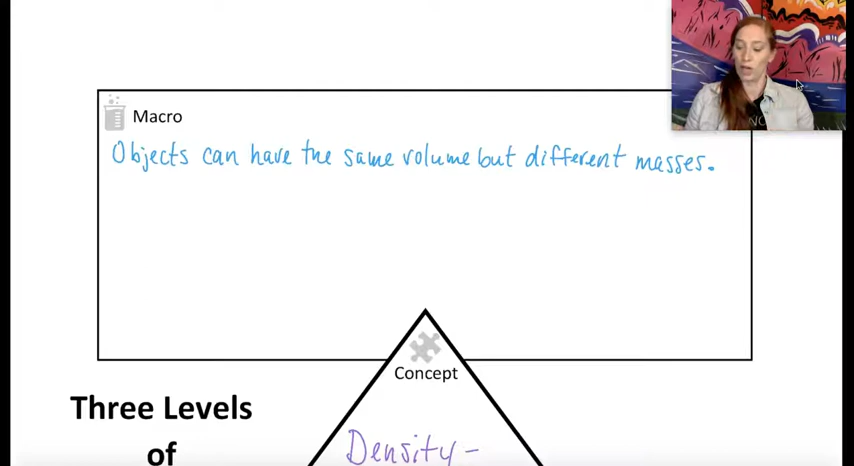 Macro
Objects can have the same volume but different masses.
Concept
Three Levels
of
Density -